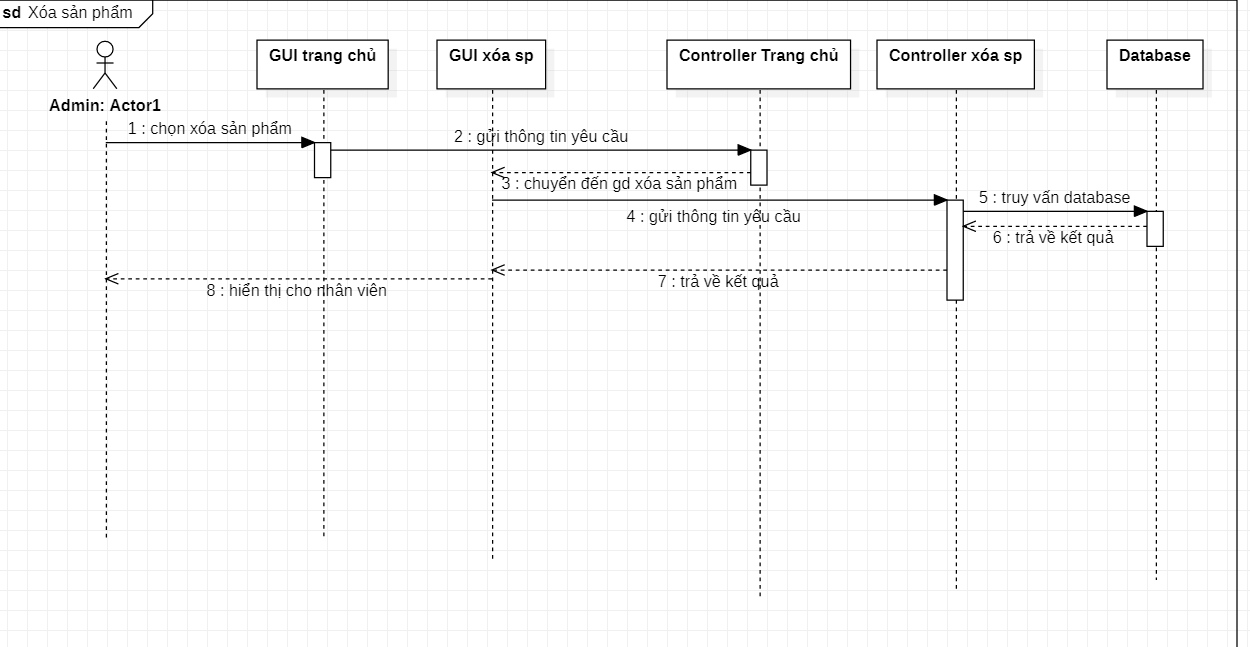 sd Xóa sản phẩm
GUI trang chủ
GUI xóa sp
Controller Trang chủ
Controller xóa sp
Database
Admin: Actor1
1 : chọn xóa sản phẩm
2 : gửi thông tin yêu cầu
3 : chuyển đến gd xóa sản phẩm
4 : gửi thông tin yêu cầu
5 : truy vấn database
6 : trả về kết quả
7 : trả về kết quả
8 : hiển thị cho nhân viên